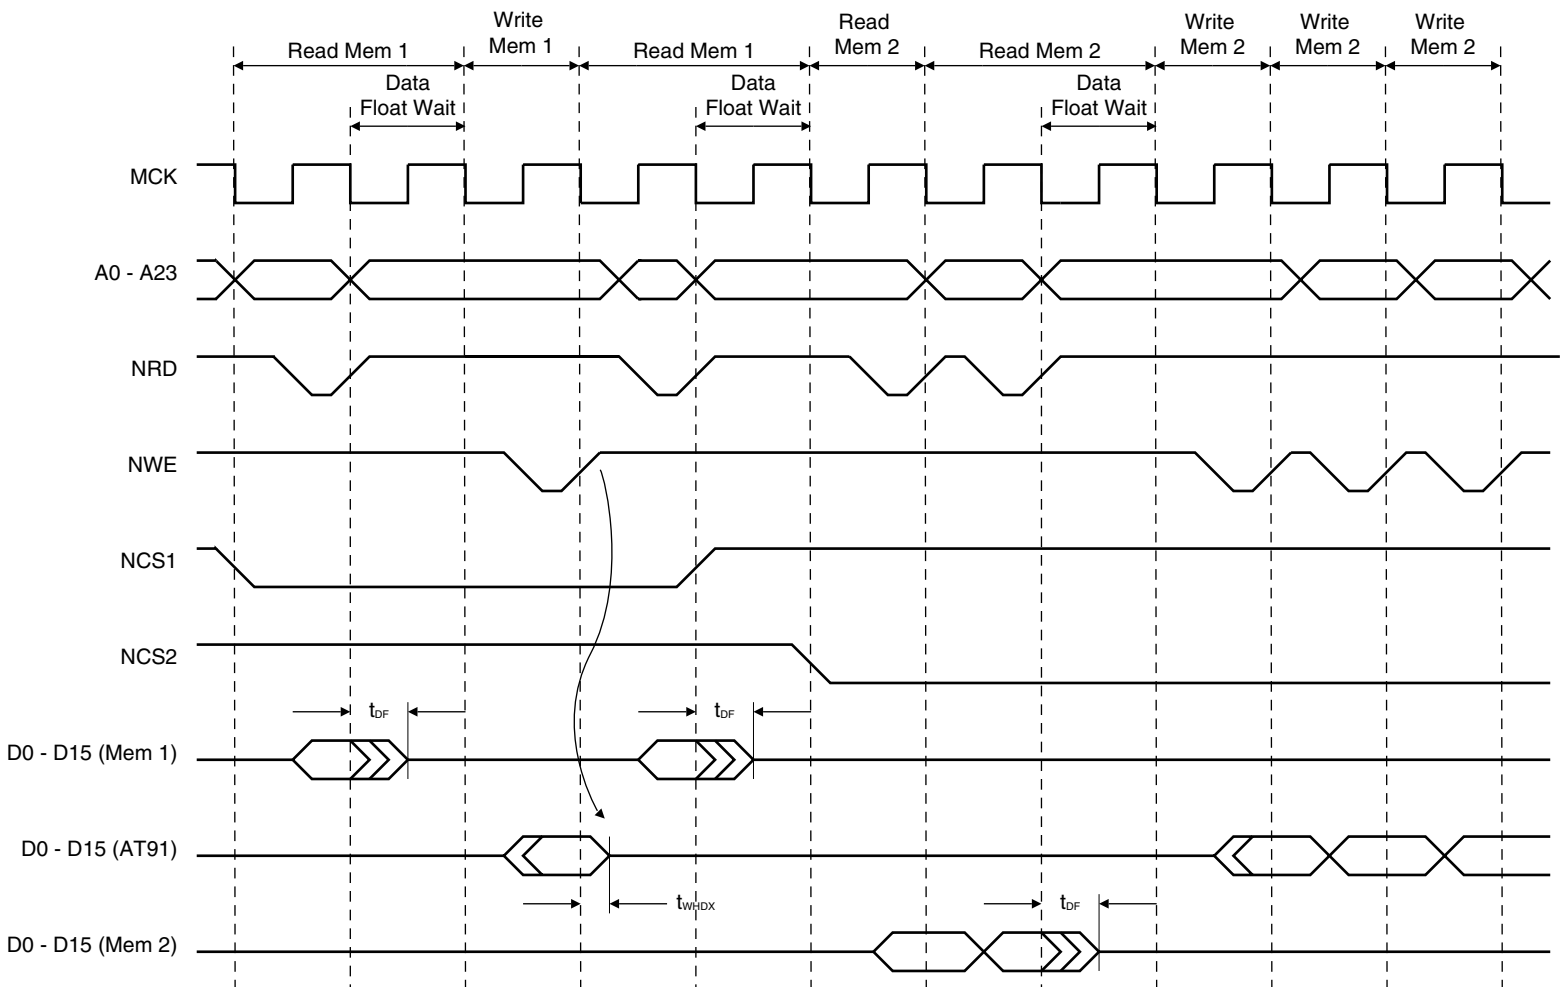 Write
Mem 1
Read
Mem 2
Write
Mem 2
Write
Mem 2
Write
Mem 2
Read Mem 1
Read Mem 1
Read Mem 2
Data
Float Wait
Data
Float Wait
Data
Float Wait
MCK
A0 - A23
NRD
NWE
NCS1
NCS2
tDF
tDF
D0 - D15 (Mem 1)
D0 - D15 (AT91)
tWHDX
tDF
D0 - D15 (Mem 2)